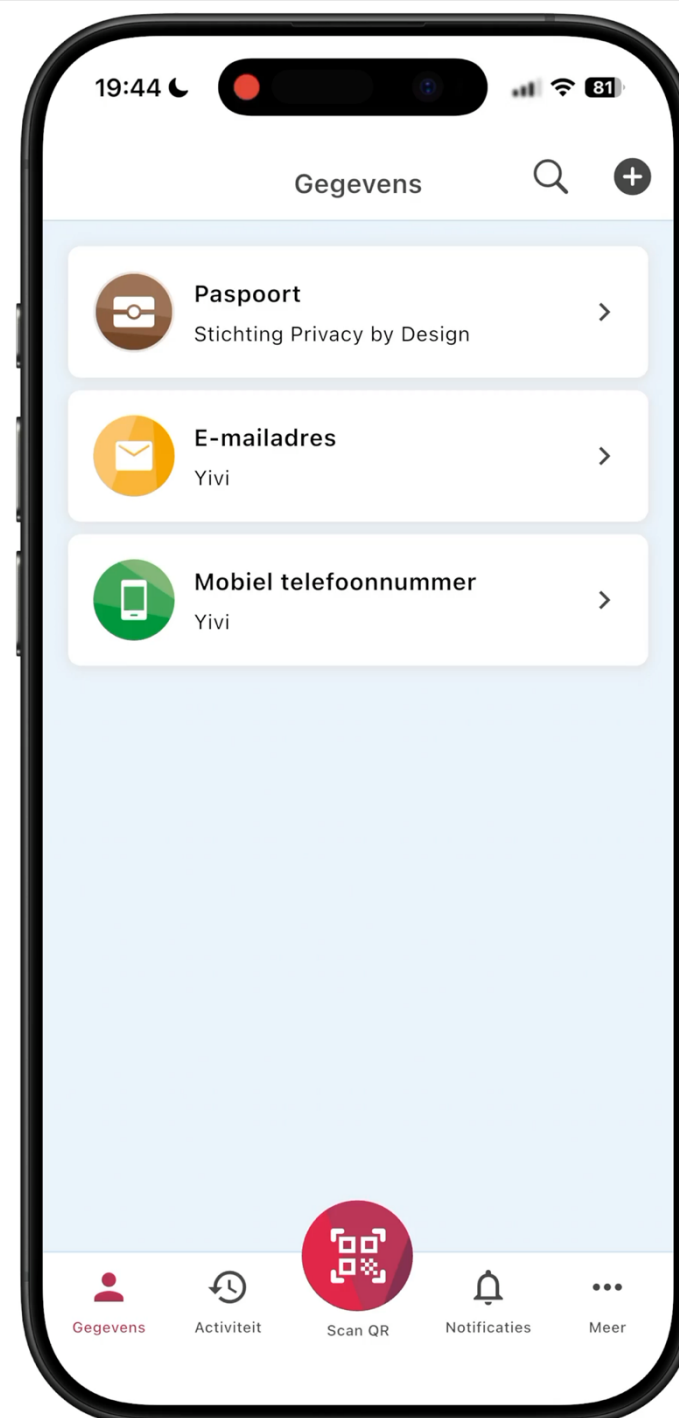 19:44
81
Gegevens
Paspoort
Stichting Privacy by Design
E-mailadres
Yivi
Mobiel telefoonnummer
Yivi
Gegevens
Activiteit
Scan QR
Notificaties
Meer